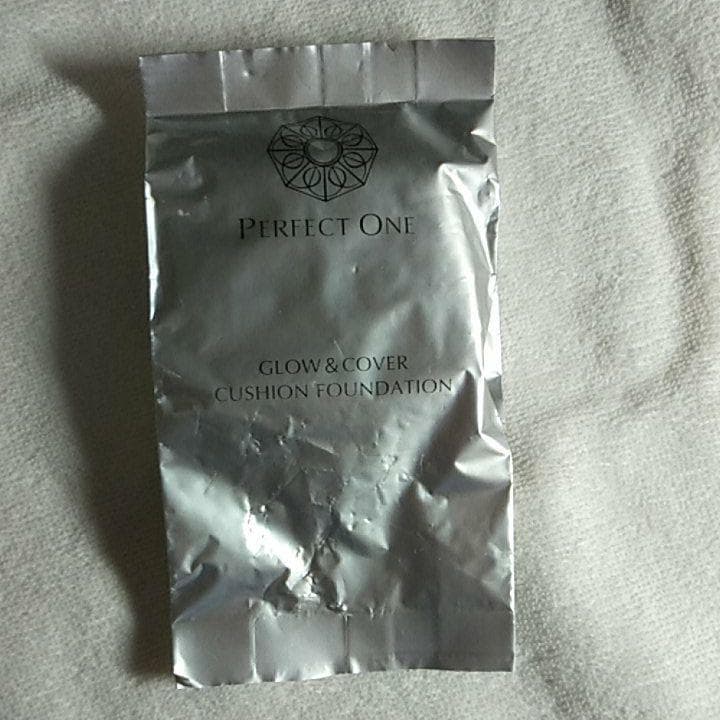 PERFECT ONE
GLOW & COVER
CUSHION FOUNDATION